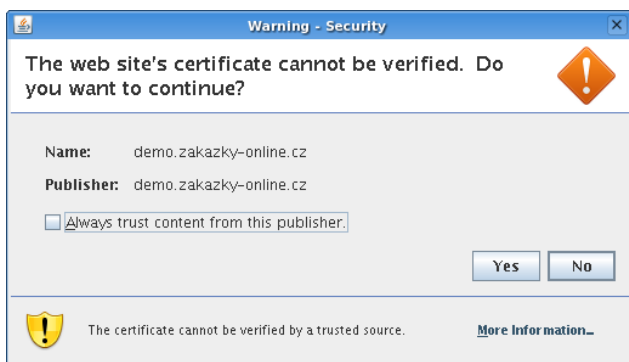 Warning - Security
The web site's certificate cannot be verified. Do
you want to continue?
Name: demo.zakazky-online.cz
Publisher: demo.zakazky-online.cz
Always trust content from this publisher.
Yes No
The certificate cannot be verified by a trusted source. More Information...